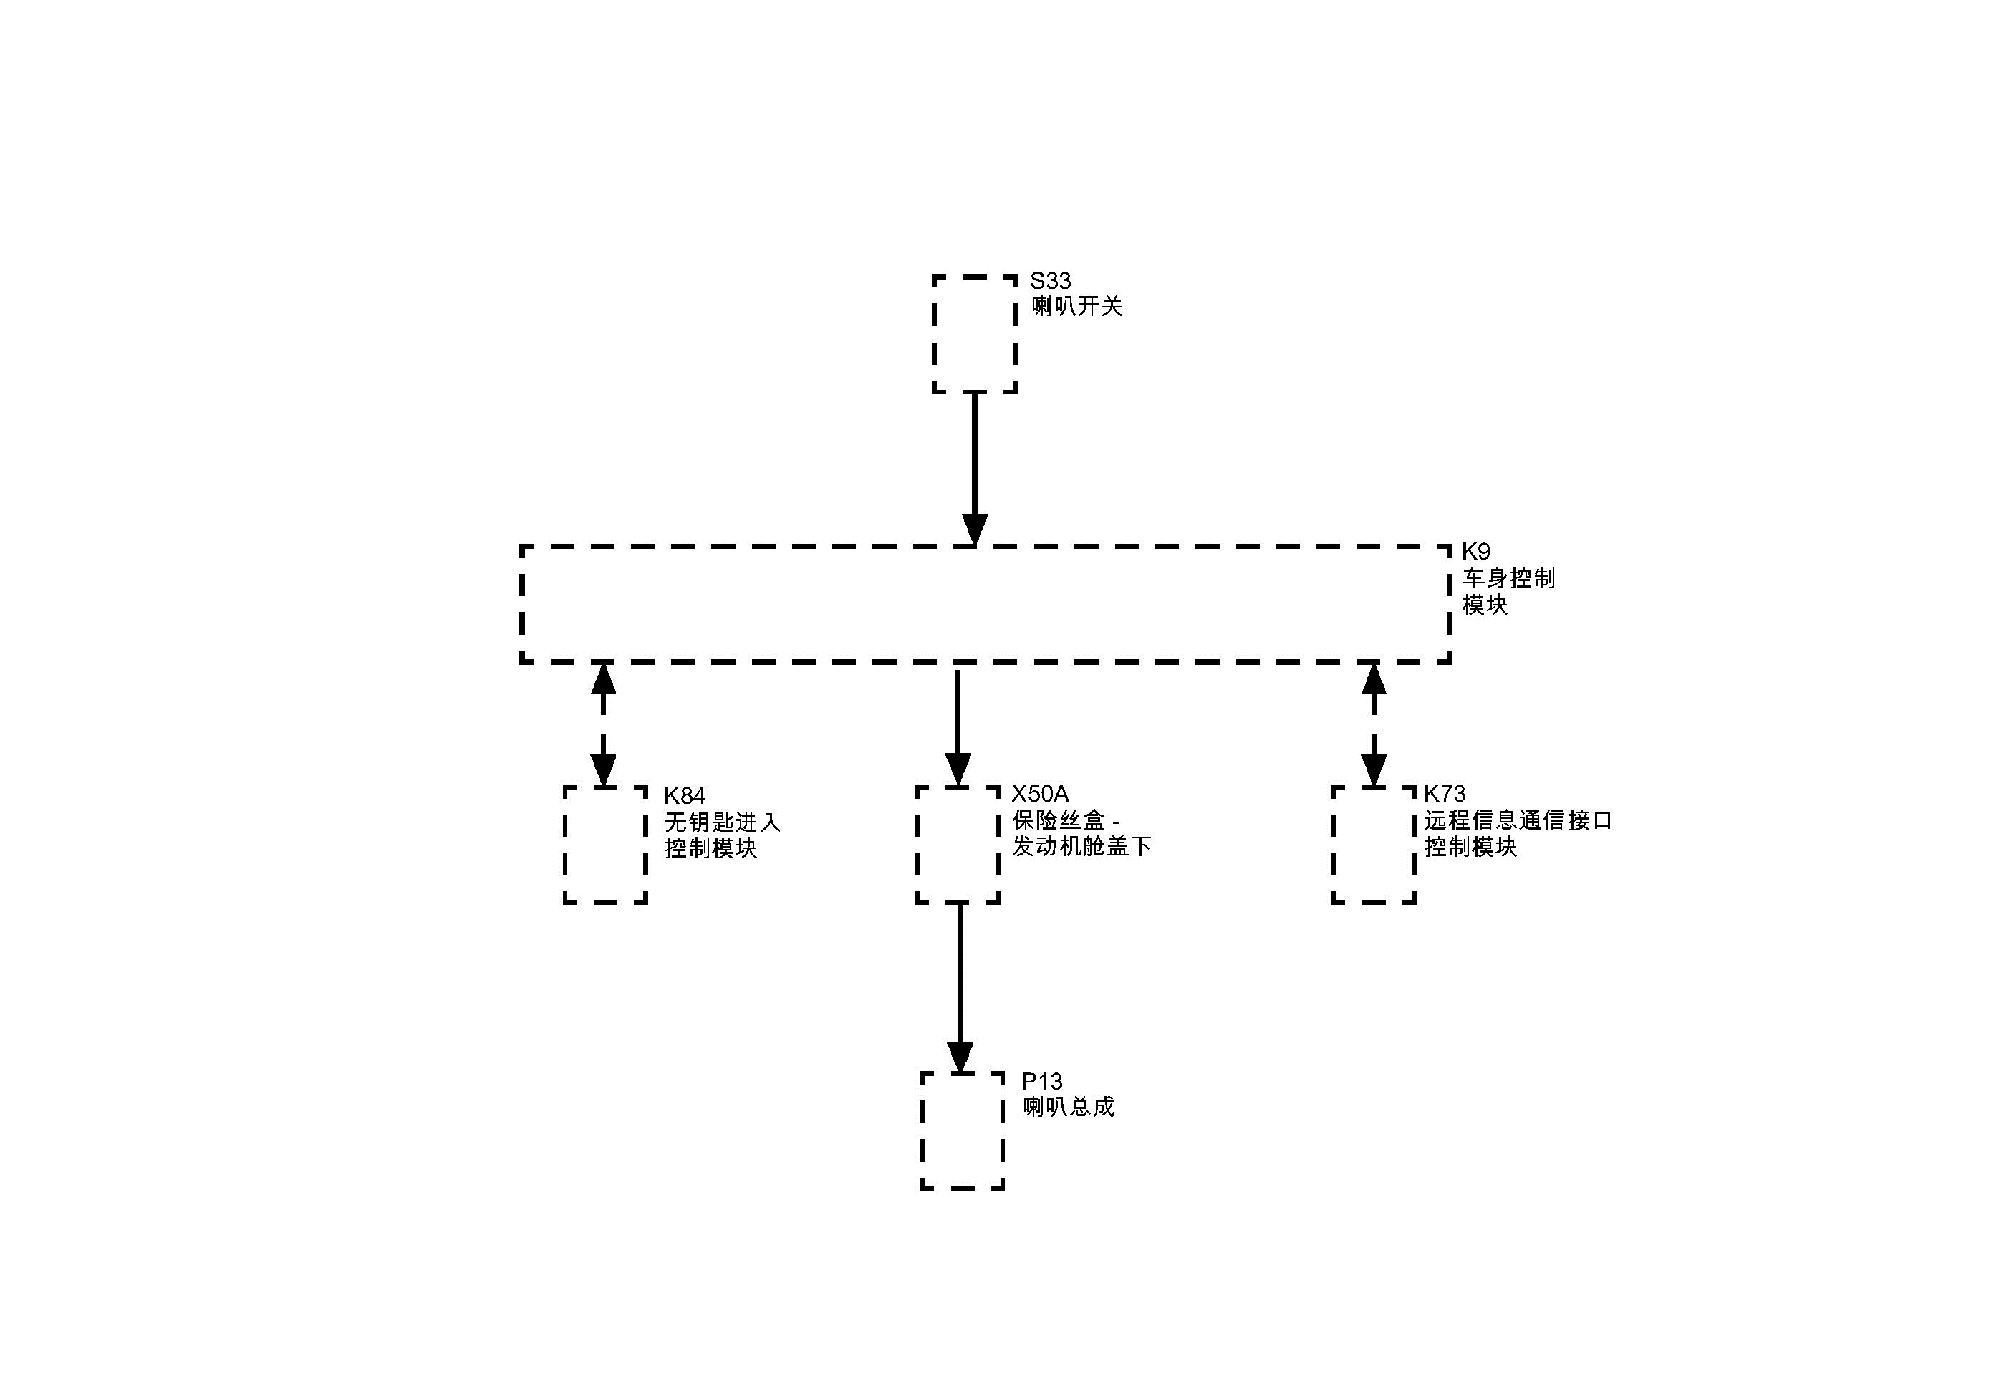 S33
喇叭开关
K9
车身控制
模块
K84
无钥匙进入
控制模块
X50A
保险丝盒 -
发动机舱盖下
K73
远程信息通信接口
控制模块
P13
喇叭总成